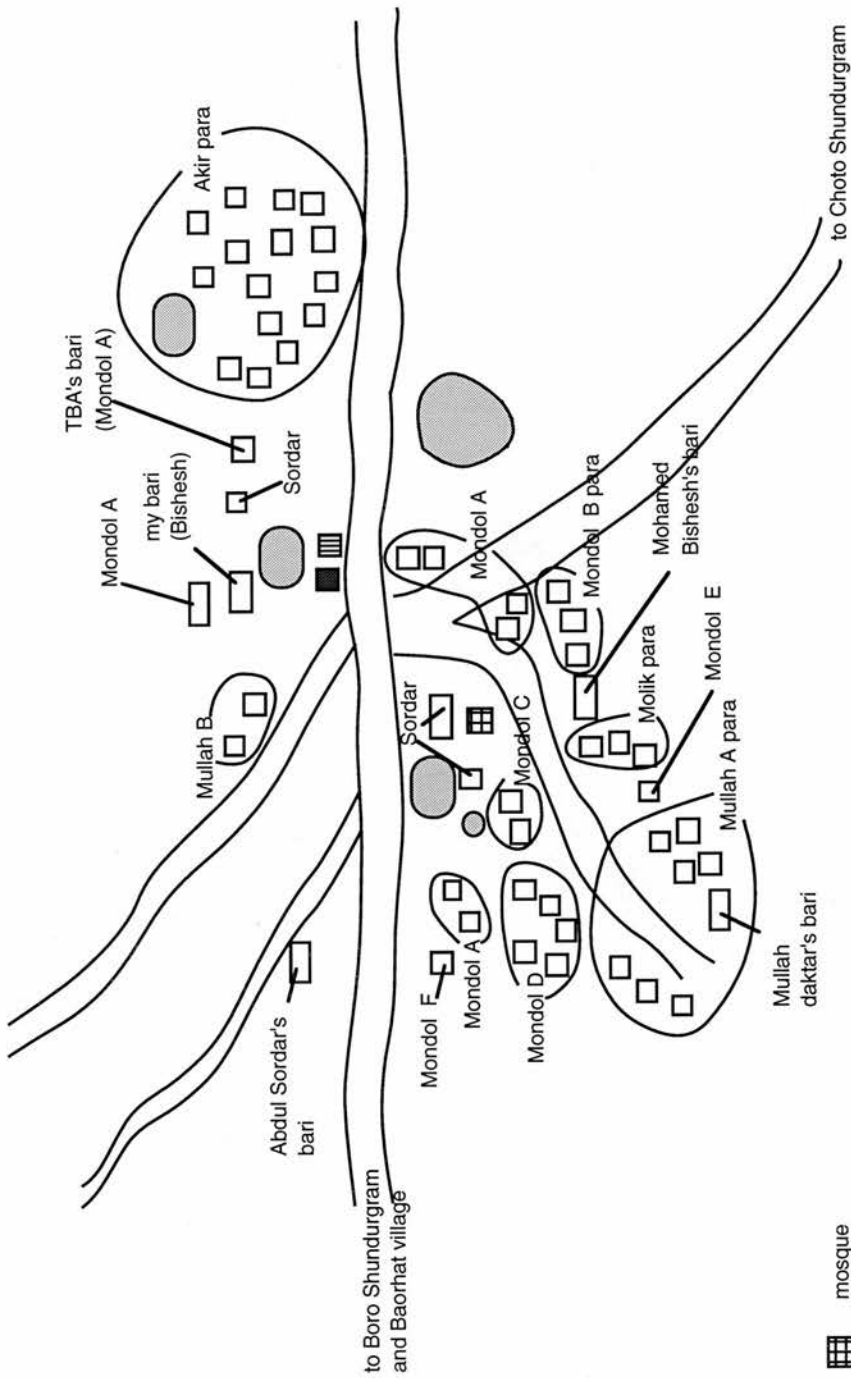 Akir para
TBA's bari
(Mondol A)
Sordar
my bari
(Bishesh)
Mondol A
Mullah B
Abdul Sordar's
bari
to Boro Shundurgram
and Baorhat village
Mondol A
Mondol B para
Mohamed
Bishesh's bari
Mondol E
Molik para
Mullah A para
Sordar
Mondol C
Mondol A
Mondol F
Mondol D
Mullah
daktar's bari
to Choto Shundurgram
mosque